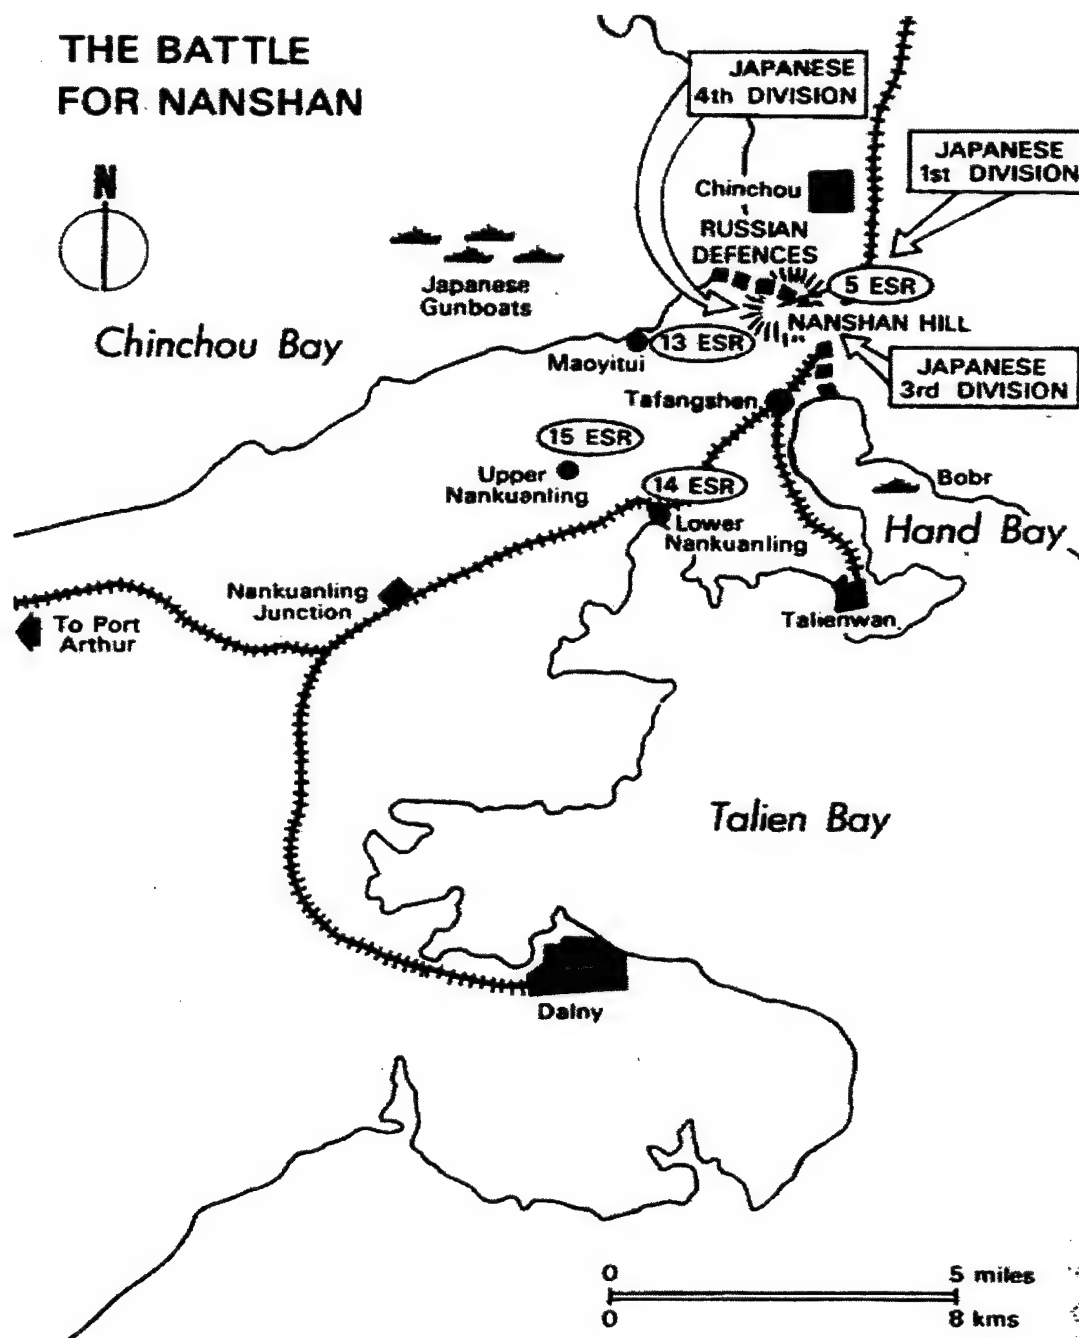 THE BATTLE
FOR NANSHAN
N
JAPANESE
4th DIVISION
JAPANESE
1st DIVISION
Chinchou
RUSSIAN
DEFENCES
5 ESR
Japanese
Gunboats
NANSHAN HILL
Chinchou Bay
13 ESR
Maoyitui
JAPANESE
3rd DIVISION
Tafangshen
15 ESR
Upper
Nankuanling
14 ESR
Bobr
Lower
Nankuanling
Hand Bay
Nankuanling
Junction
Talienwan
To Port
Arthur
Talien Bay
Dalny
0 5 miles
0 8 kms